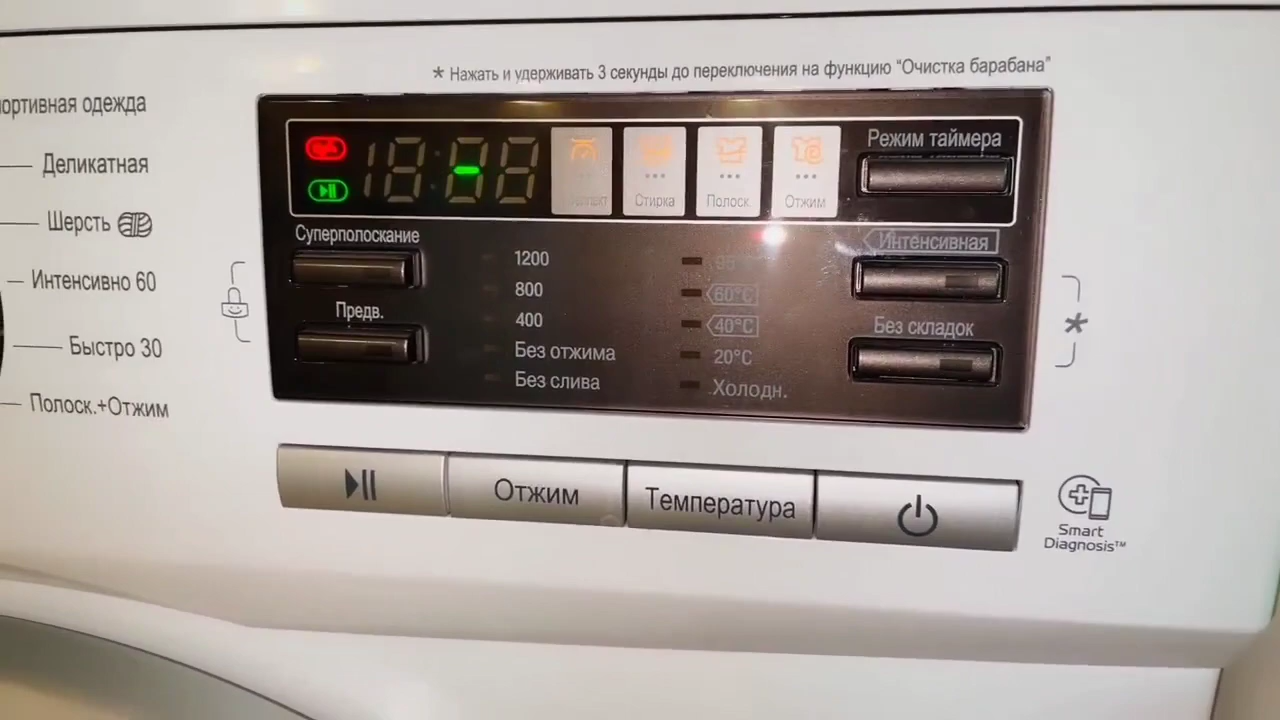 * Нажать и удерживать 3 секунды до переключения на функцию “Очистка барабана”
портивная одежда
Деликатная
Шерсть
Интенсивно 60
Быстро 30
Полоск.+Отжим
Стирка
Полоск.
Отжим
Режим таймера
Суперполоскание
Предв.
1200
800
400
Без отжима
Без слива
60°C
40°C
20°C
Холодн.
Интенсивная
Без складок
*
Отжим
Температура
Smart
Diagnosis™